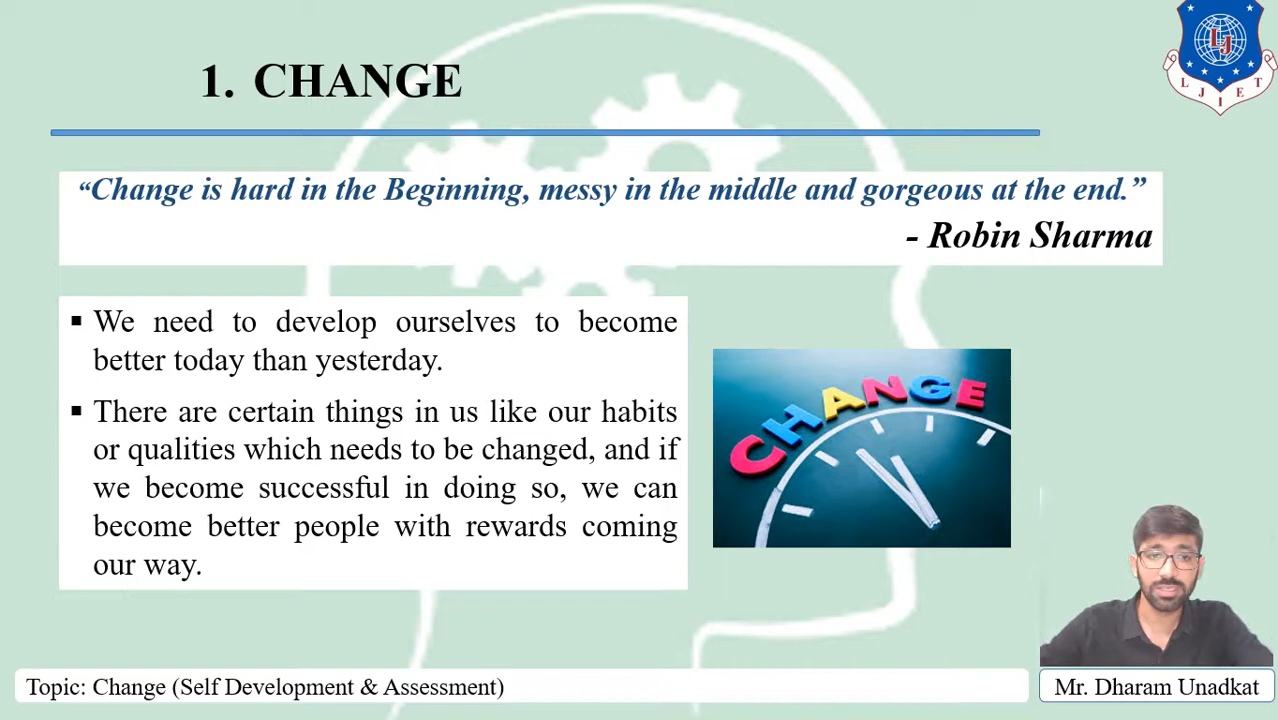 1. CHANGE
LJ
L J I E T
“Change is hard in the Beginning, messy in the middle and gorgeous at the end.”
- Robin Sharma
▪ We need to develop ourselves to become
better today than yesterday.
▪ There are certain things in us like our habits
or qualities which needs to be changed, and if
we become successful in doing so, we can
become better people with rewards coming
our way.
CHANGE
Topic: Change (Self Development & Assessment)
Mr. Dharam Unadkat